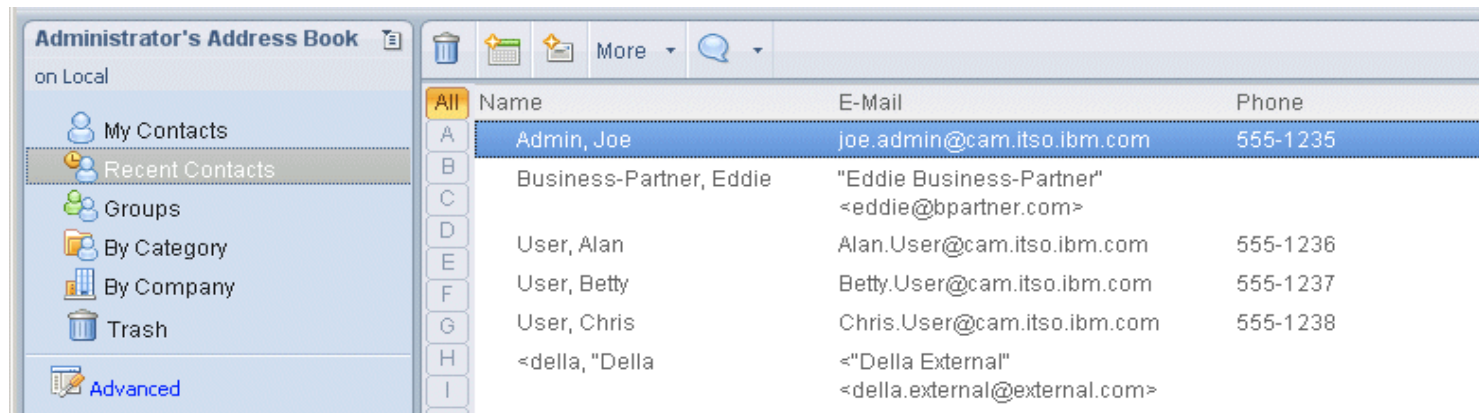 Administrator's Address Book
on Local
My Contacts
Recent Contacts
Groups
By Category
By Company
Trash
Advanced
More
All
A
B
C
D
E
F
G
H
I
Name E-Mail Phone
Admin, Joe joe.admin@cam.itso.ibm.com 555-1235
Business-Partner, Eddie "Eddie Business-Partner"
<eddie@bpartner.com>
User, Alan Alan.User@cam.itso.ibm.com 555-1236
User, Betty Betty.User@cam.itso.ibm.com 555-1237
User, Chris Chris.User@cam.itso.ibm.com 555-1238
<della, "Della <"Della External"
<della.external@external.com>